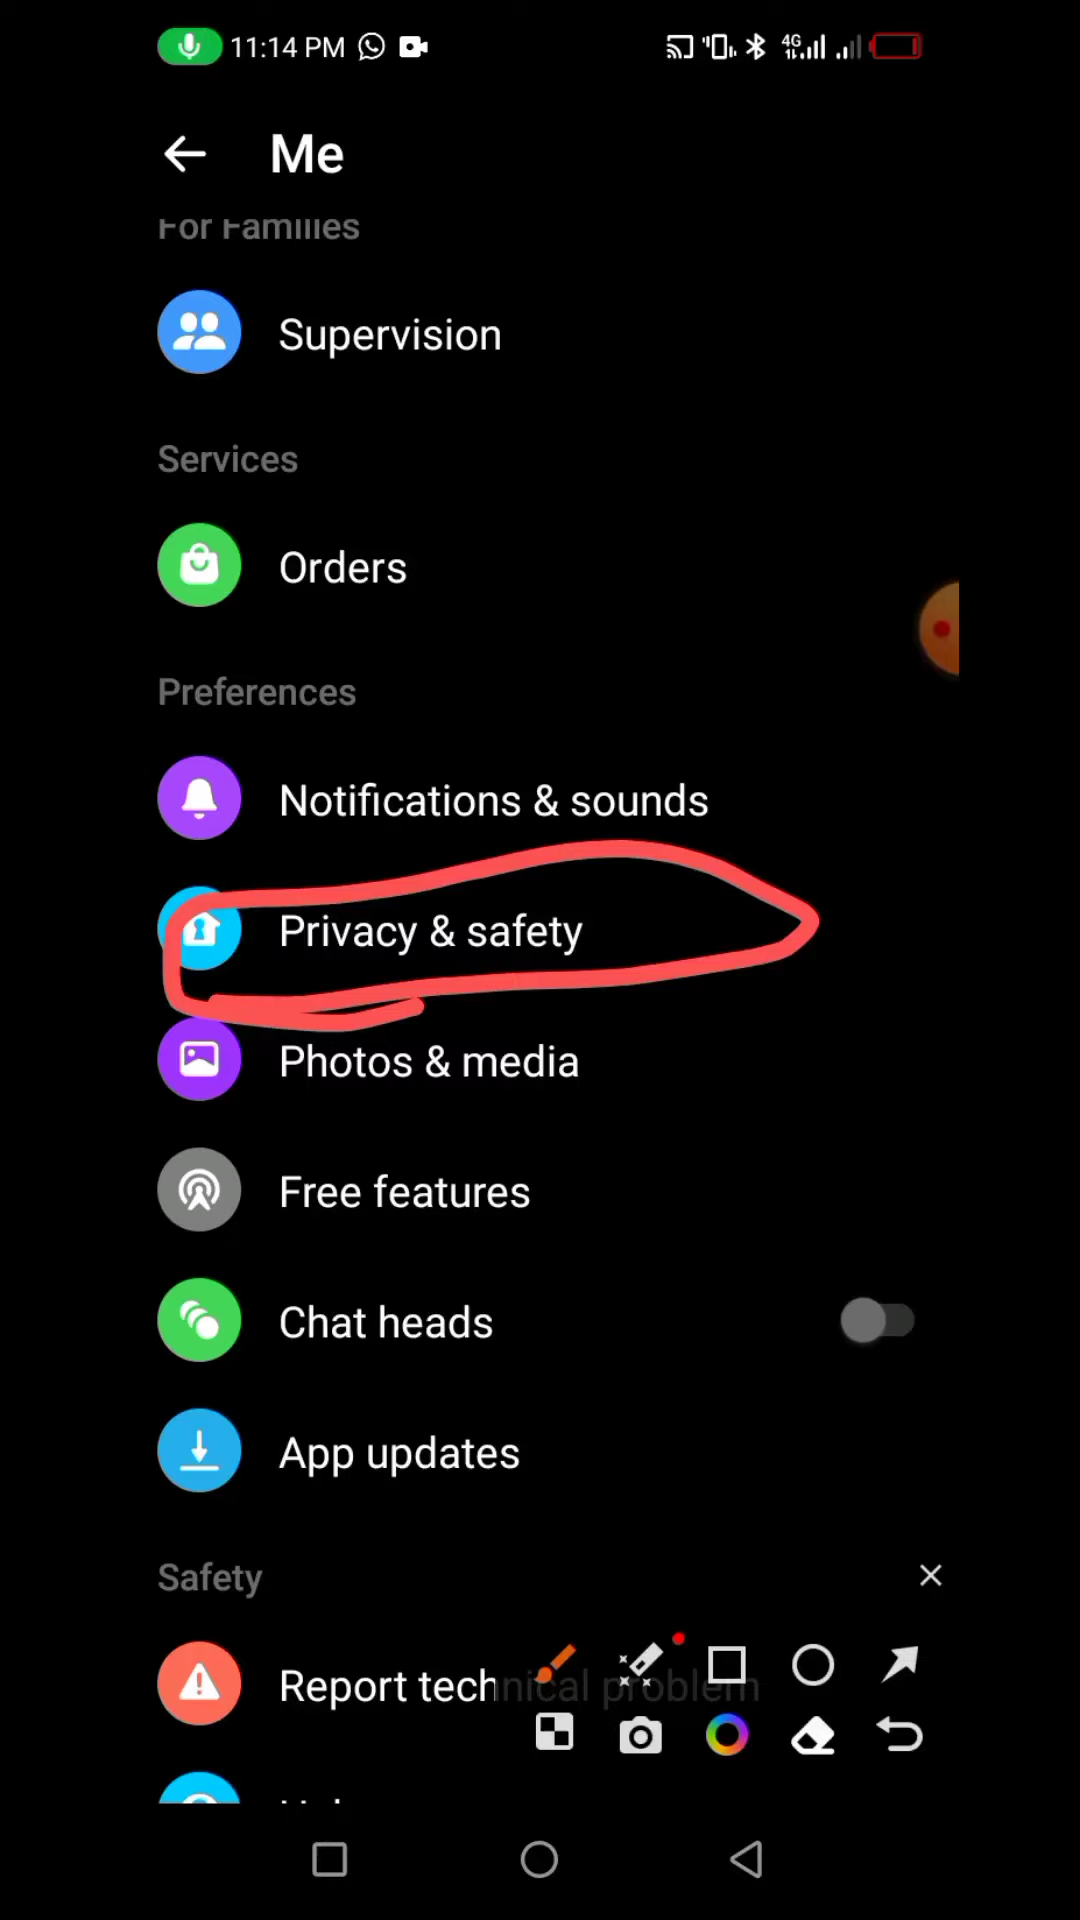 11:14 PM
4G
Me
For Families
Supervision
Services
Orders
Preferences
Notifications & sounds
Privacy & safety
Photos & media
Free features
Chat heads
App updates
Safety
Report technical problem